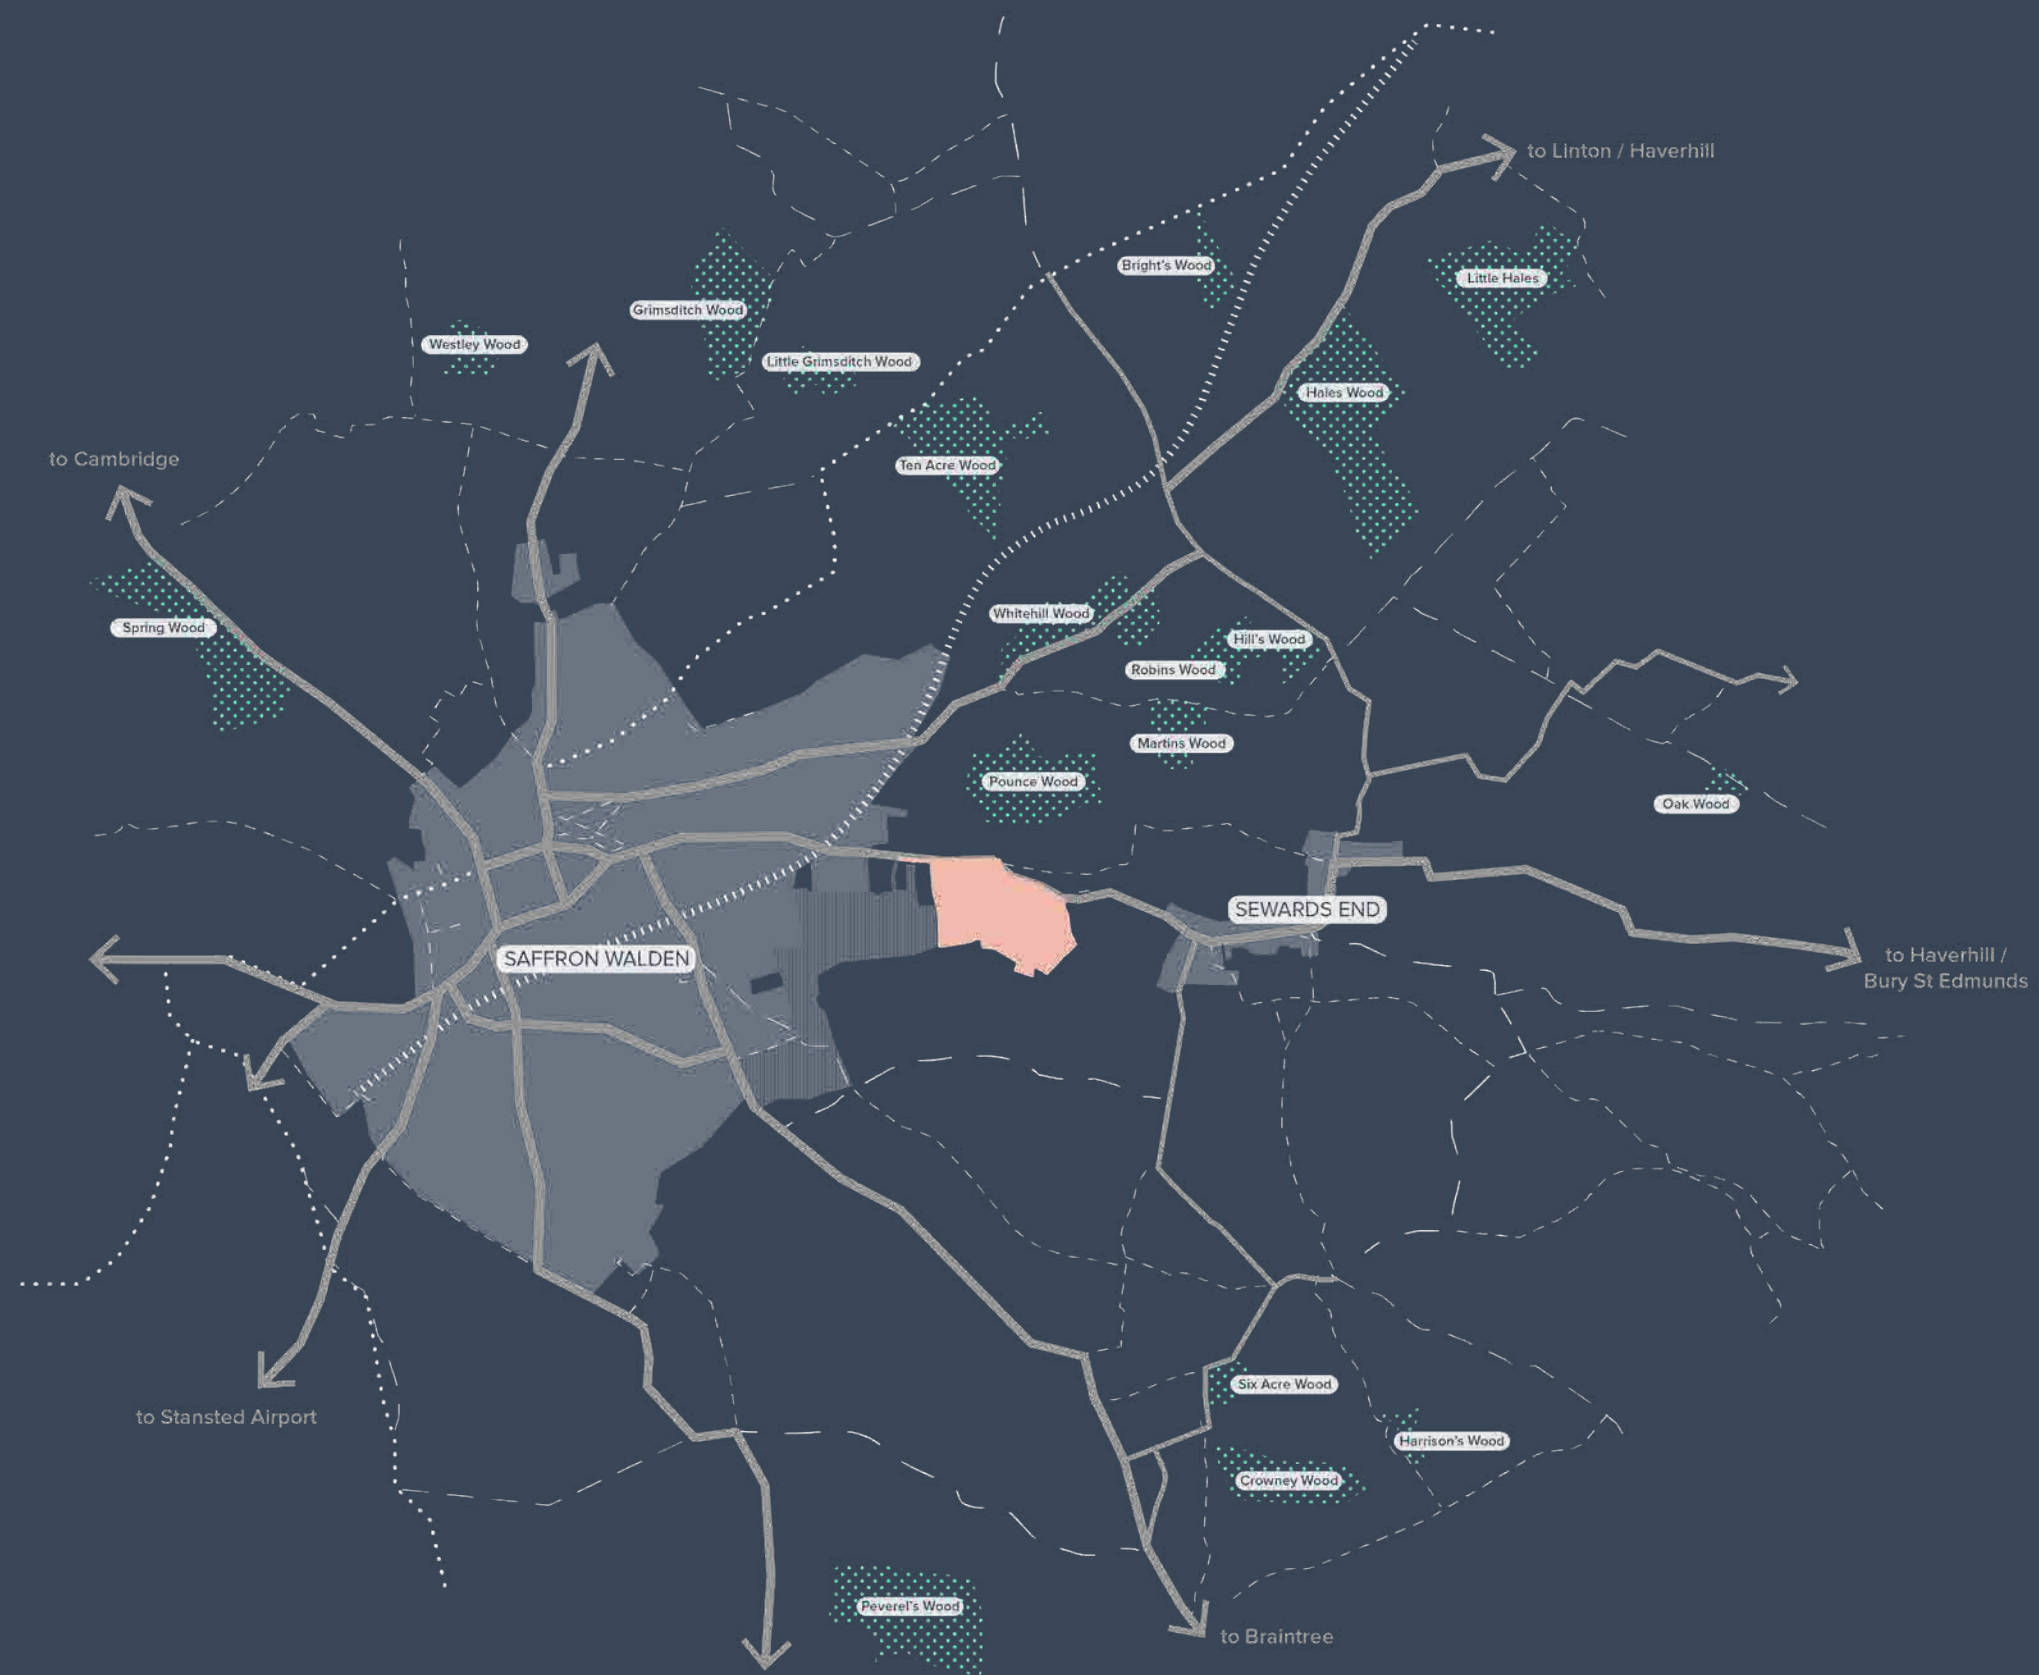 to Linton / Haverhill
Bright's Wood
Little Hales
Grimsditch Wood
Westley Wood
Little Grimsditch Wood
Hales Wood
to Cambridge
Ten Acre Wood
Whitehill Wood
Spring Wood
Hill's Wood
Robins Wood
Martins Wood
Pounce Wood
Oak Wood
SEWARDS END
SAFFRON WALDEN
to Haverhill /
Bury St Edmunds
Six Acre Wood
to Stansted Airport
Harrison's Wood
Crowney Wood
Peverel's Wood
to Braintree